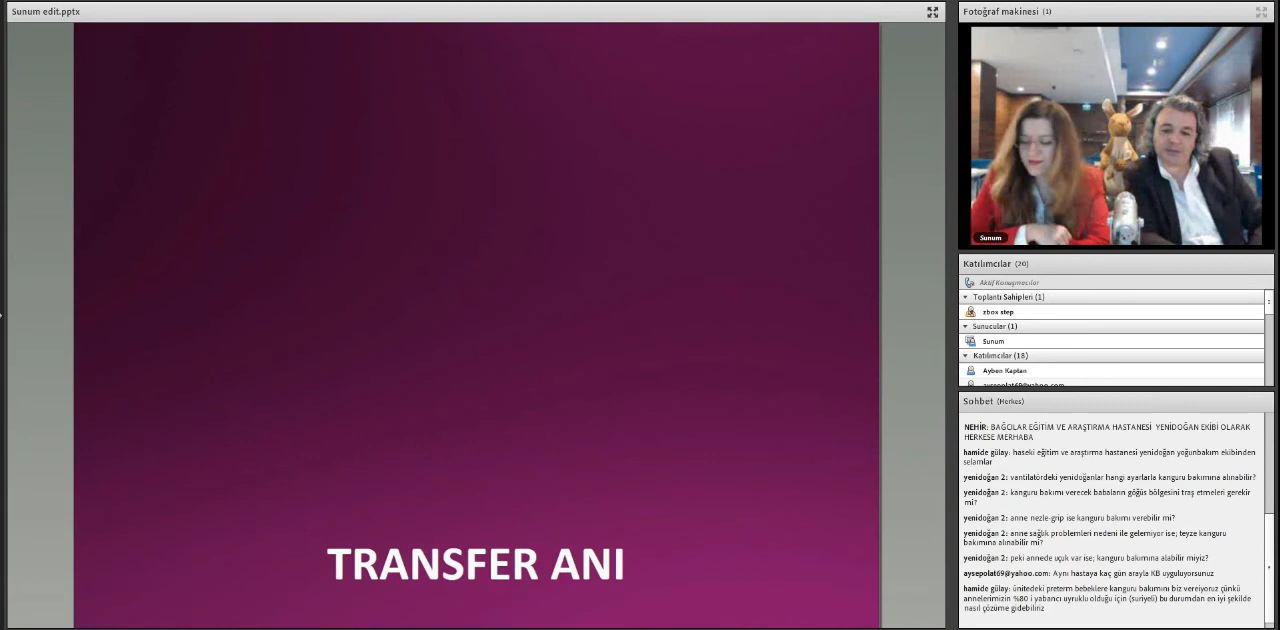 Sunum edit.pptx
TRANSFER ANI
Fotoğraf makinesi (1)
Sunum
Katılımcılar (20)
Aktif Konuşmacılar
Toplantı Sahipleri (1)
zbox step
Sunucular (1)
Sunum
Katılımcılar (18)
Ayben Kaptan
aysepolat69@yahoo.com
Sohbet (Herkes)
NEHİR: BAĞCILAR EĞİTİM VE ARAŞTIRMA HASTANESİ YENİDOĞAN EKİBİ OLARAK
HERKESE MERHABA
hamide gülay: haseki eğitim ve araştırma hastanesi yenidoğan yoğunbakım ekibinden
selamlar
yenidoğan 2: vantilatördeki yenidoğanlar hangi ayarlarla kanguru bakımına alınabilir?
yenidoğan 2: kanguru bakımı verecek babaların göğüs bölgesini traş etmeleri gerekir
mi?
yenidoğan 2: anne nezle-grip ise kanguru bakımı verebilir mi?
yenidoğan 2: anne sağlık problemleri nedeni ile gelemiyor ise; teyze kanguru
bakımına alınabilir mi?
yenidoğan 2: peki annede uçuk var ise; kanguru bakımına alabilir miyiz?
aysepolat69@yahoo.com: Aynı hastaya kaç gün arayla KB uyguluyorsunuz
hamide gülay: ünitedeki preterm bebeklere kanguru bakımını biz vereiyoruz çünkü
annelerimizin %80 i yabancı uyruklu olduğu için (suriyeli) bu durumdan en iyi şekilde
nasıl çözüme gidebiliriz